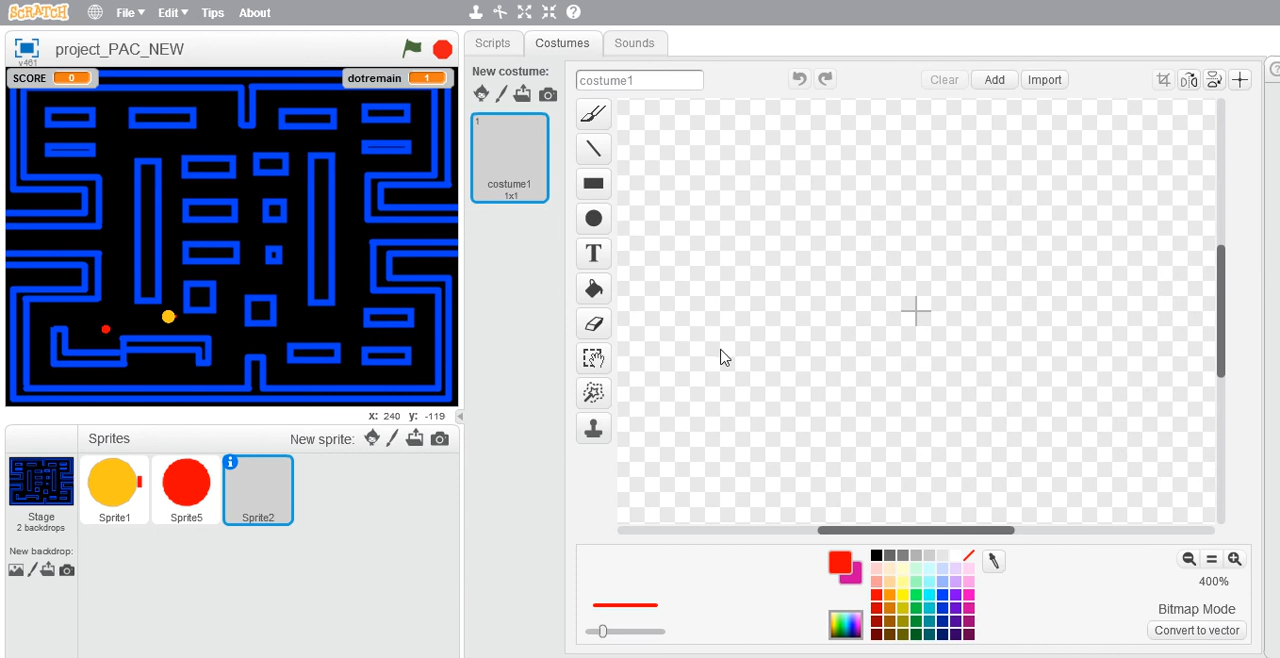 SCRATCH File Edit Tips About
v461 project_PAC_NEW
Scripts Costumes Sounds
SCORE 0 dotremain 1
New costume:
1
costume1
1x1
costume1
Clear Add Import
T
x: 240 y: -119
Sprites New sprite:
Stage
2 backdrops
New backdrop:
Sprite1 Sprite5 Sprite2
400%
Bitmap Mode
Convert to vector